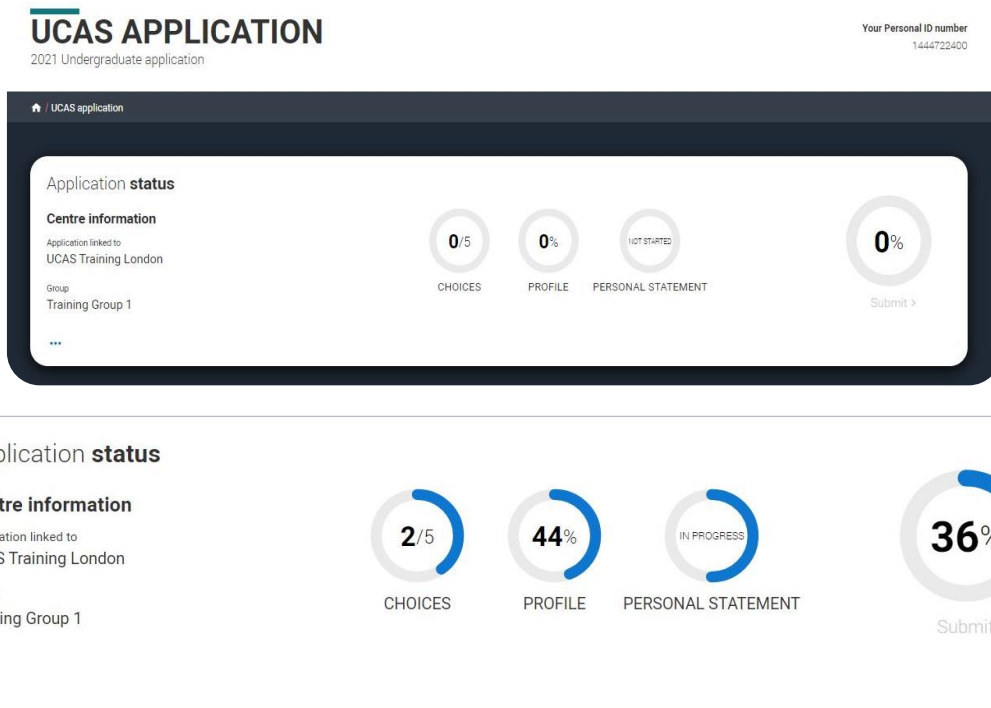 UCAS APPLICATION
2021 Undergraduate application
Your Personal ID number
1444722400
/ UCAS application
Application status
Centre information
Application linked to
UCAS Training London
Group
Training Group 1
...
0/5
CHOICES
0%
PROFILE
NOT STARTED
PERSONAL STATEMENT
0%
Submit >
plication status
tre information
ation linked to
S Training London
ing Group 1
2/5
CHOICES
44%
PROFILE
IN PROGRESS
PERSONAL STATEMENT
36%
Submit